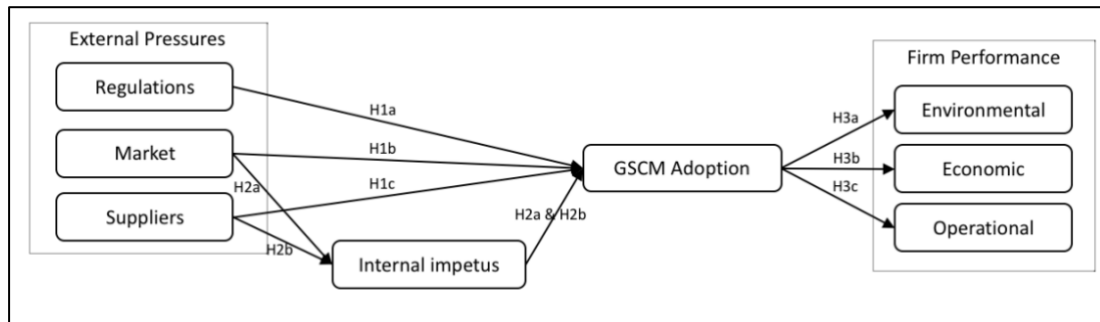 External Pressures
Regulations
Market
Suppliers
H1a
H1b
H1c
H2a
H2b
Internal impetus
H2a & H2b
GSCM Adoption
H3a
H3b
H3c
Firm Performance
Environmental
Economic
Operational